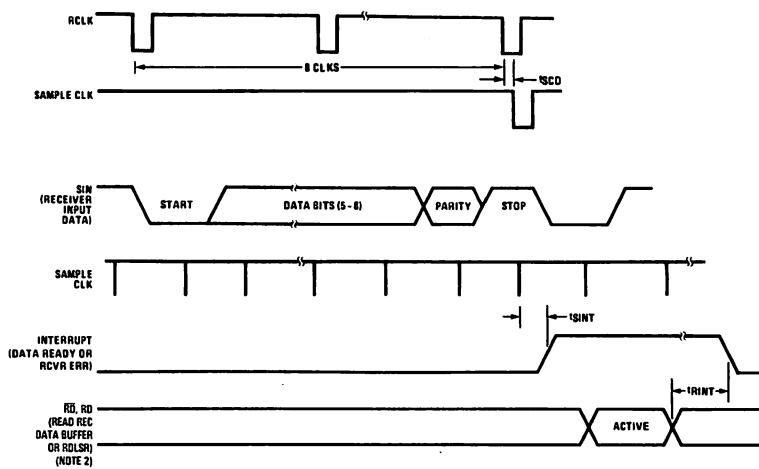 RCLK
8 CLKS
tSCD
SAMPLE CLK
SIN
(RECEIVER
INPUT
DATA)
START
DATA BITS (5-8)
PARITY
STOP
SAMPLE
CLK
tSINT
INTERRUPT
(DATA READY OR
RCVR ERR)
tRINT
RD, RD
(READ REC
DATA BUFFER
OR RDLSR)
(NOTE 2)
ACTIVE